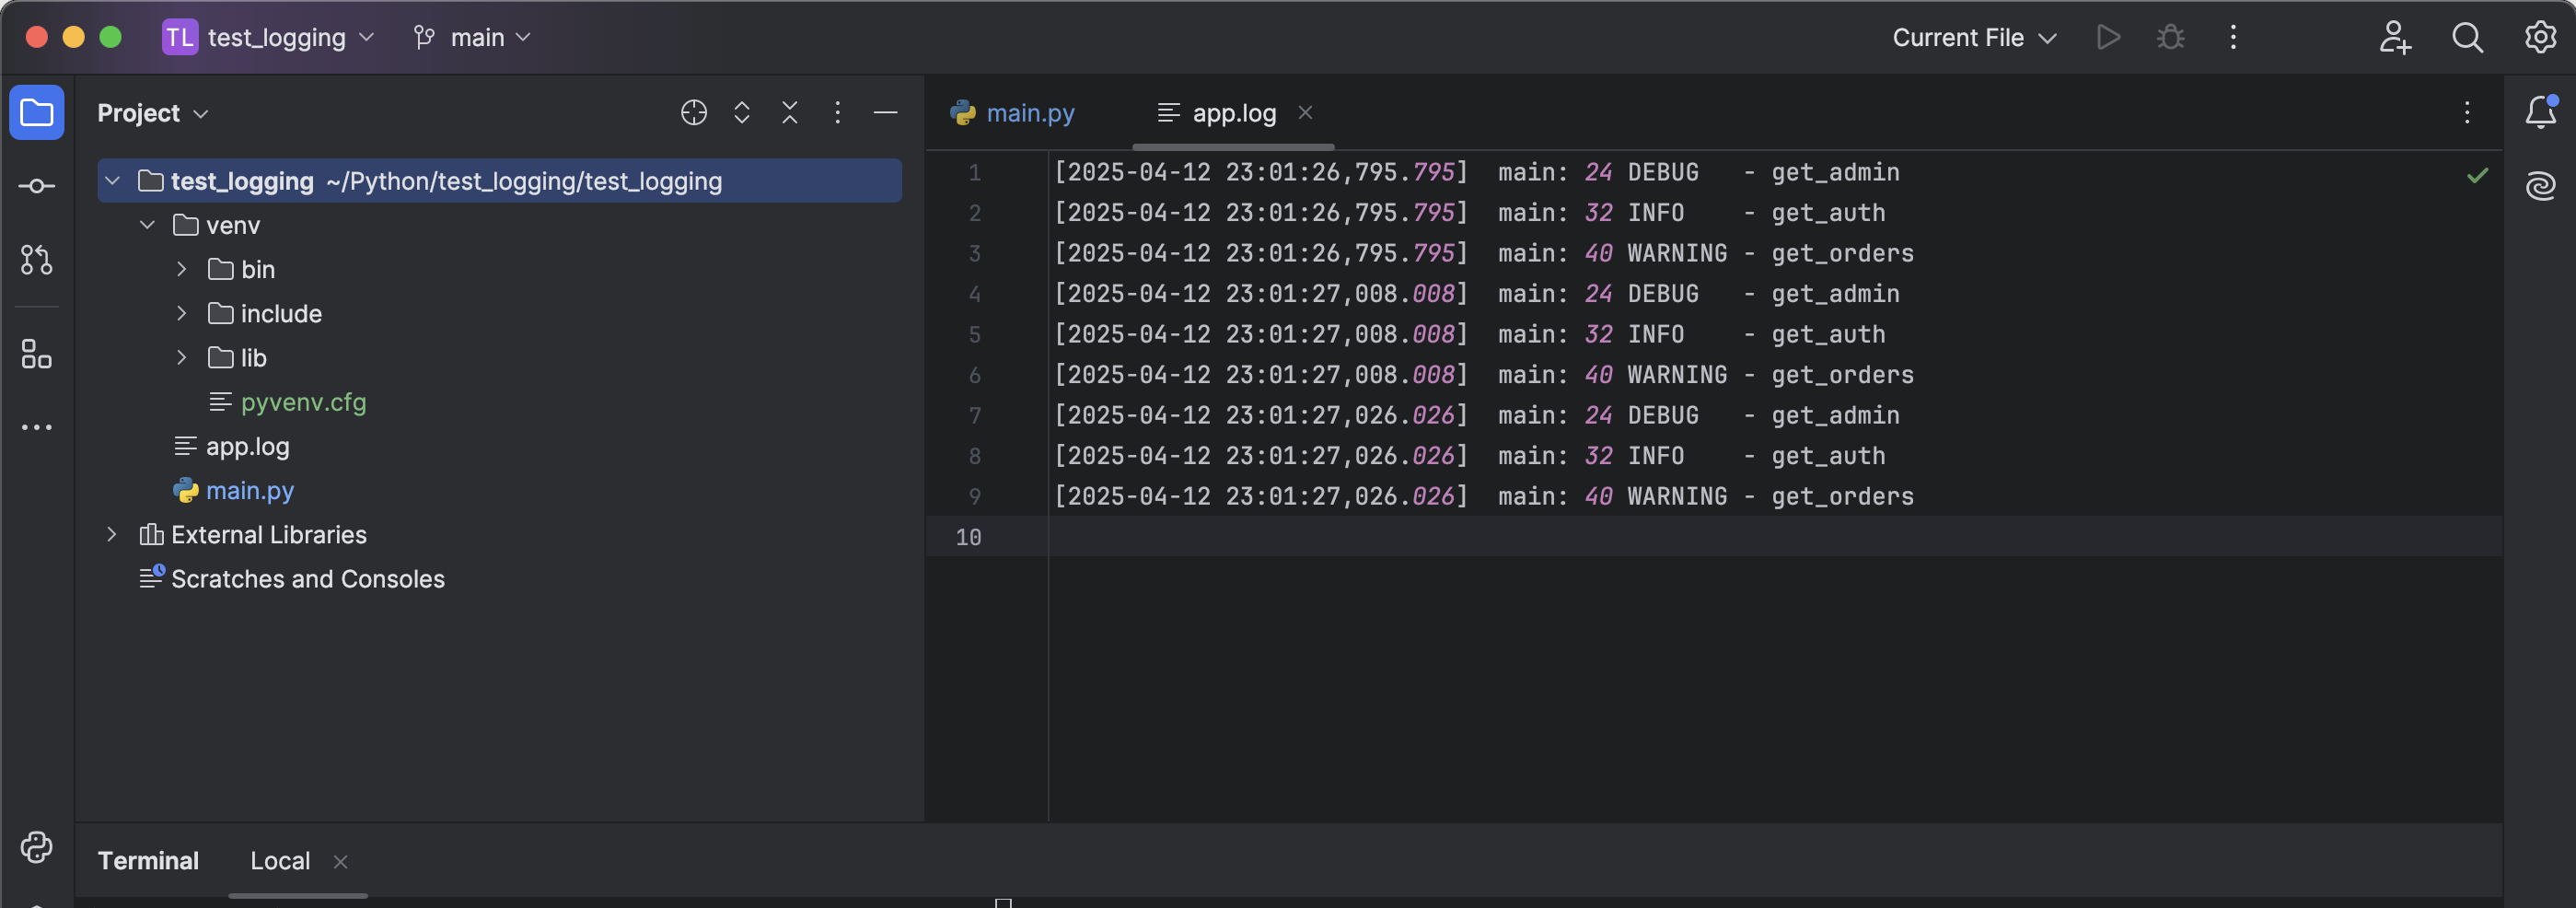 TL test_logging main Current File
Project
test_logging ~/Python/test_logging/test_logging
venv
bin
include
lib
pyvenv.cfg
app.log
main.py
External Libraries
Scratches and Consoles
main.py app.log
1 [2025-04-12 23:01:26,795.795]  main: 24 DEBUG   - get_admin
2 [2025-04-12 23:01:26,795.795]  main: 32 INFO    - get_auth
3 [2025-04-12 23:01:26,795.795]  main: 40 WARNING - get_orders
4 [2025-04-12 23:01:27,008.008]  main: 24 DEBUG   - get_admin
5 [2025-04-12 23:01:27,008.008]  main: 32 INFO    - get_auth
6 [2025-04-12 23:01:27,008.008]  main: 40 WARNING - get_orders
7 [2025-04-12 23:01:27,026.026]  main: 24 DEBUG   - get_admin
8 [2025-04-12 23:01:27,026.026]  main: 32 INFO    - get_auth
9 [2025-04-12 23:01:27,026.026]  main: 40 WARNING - get_orders
10
Terminal Local